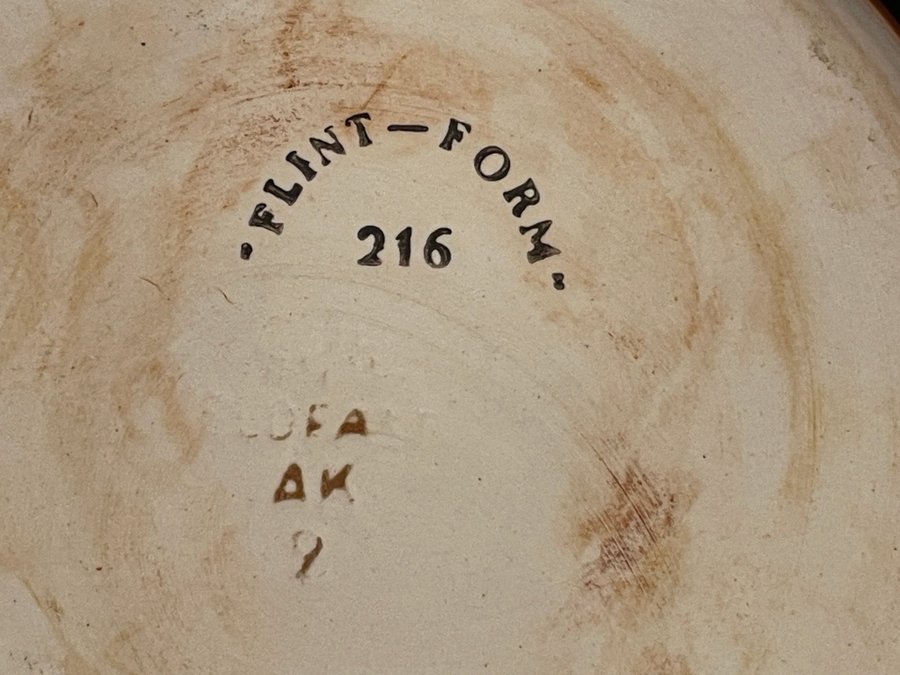 ·FLINT—FORM·
216
AK